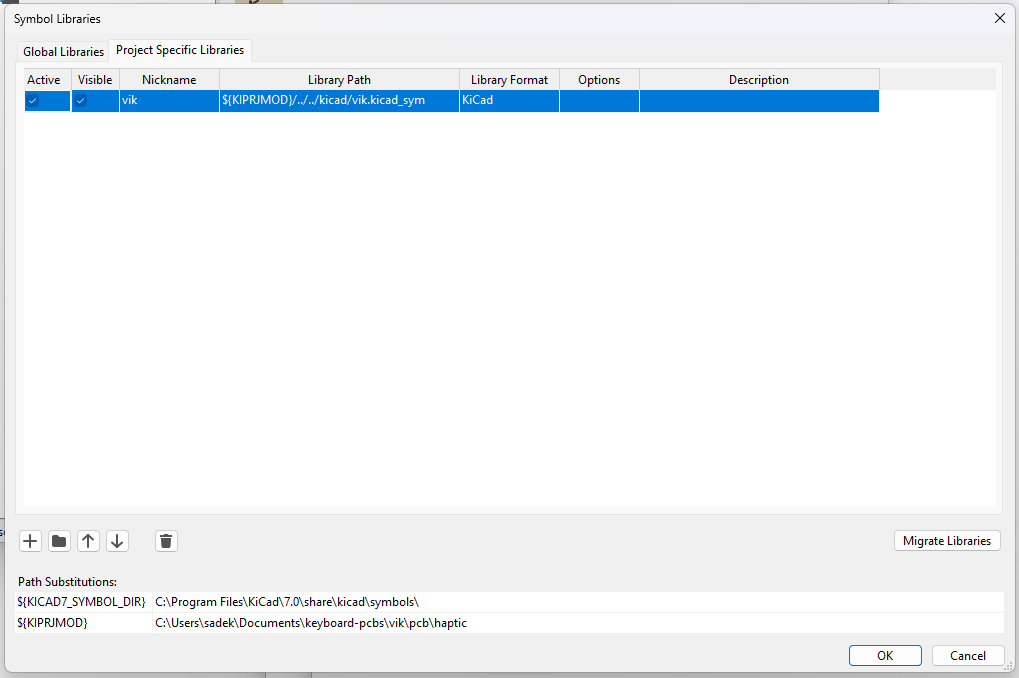 Symbol Libraries
Global Libraries Project Specific Libraries
Active Visible Nickname Library Path Library Format Options Description
vik ${KIPRJMOD}/../../kicad/vik.kicad_sym KiCad
Migrate Libraries
Path Substitutions:
${KICAD7_SYMBOL_DIR} C:\Program Files\KiCad\7.0\share\kicad\symbols\
${KIPRJMOD} C:\Users\sadek\Documents\keyboard-pcbs\vik\pcb\haptic
OK Cancel